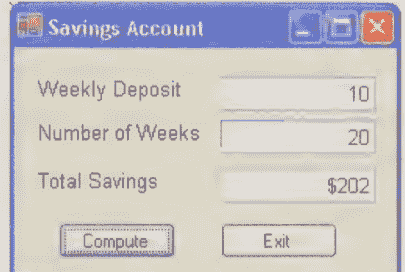 Savings Account
Weekly Deposit 10
Number of Weeks 20
Total Savings $202
Compute Exit